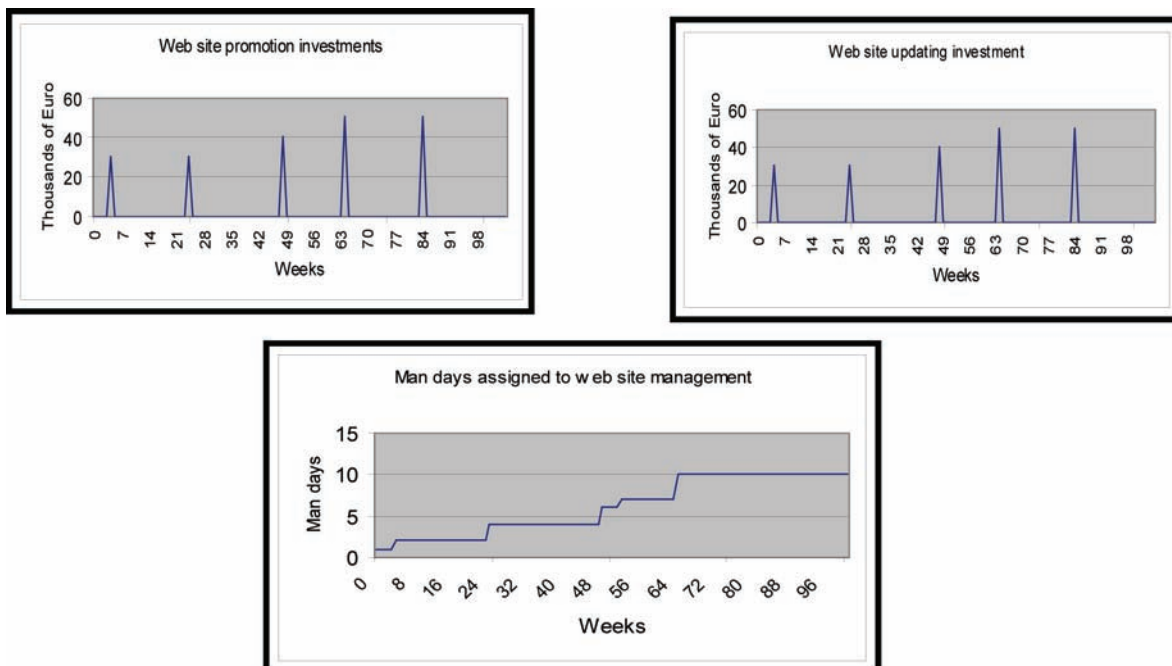 Web site promotion investments
Thousands of Euro
60
40
20
0
0 7 14 21 28 35 42 49 56 63 70 77 84 91 98
Weeks
Web site updating investment
Thousands of Euro
60
40
20
0
0 7 14 21 28 35 42 49 56 63 70 77 84 91 98
Weeks
Man days assigned to web site management
Man days
15
10
5
0
0 8 16 24 32 40 48 56 64 72 80 88 96
Weeks